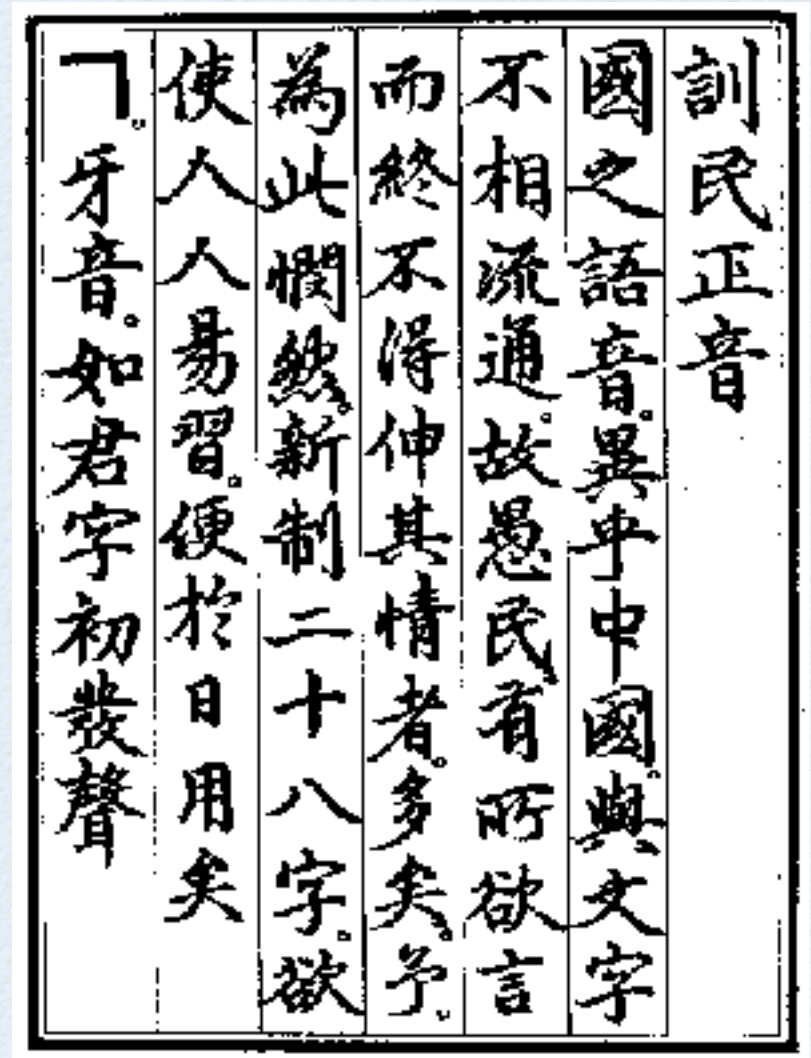 訓民正音
國之語音。異乎中國。與文字
不相流通。故愚民有所欲言
而終不得伸其情者。多矣。予。
為此憫然。新制二十八字。欲
使人人易習。便於日用矣
ㄱ。牙音。如君字初發聲